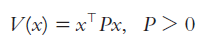 V(x) = x⊤Px, P > 0